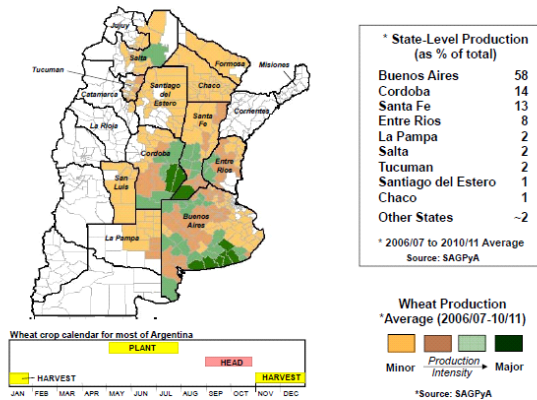 Jujuy
Salta
Formosa
Misiones
Tucuman
Santiago
del
Estero
Chaco
Catamarca
Santa
Fe
Corrientes
La Rioja
Cordoba
Entre
Rios
San
Luis
Buenos
Aires
La Pampa
* State-Level Production
(as % of total)
Buenos Aires 58
Cordoba 14
Santa Fe 13
Entre Rios 8
La Pampa 2
Salta 2
Tucuman 2
Santiago del Estero 1
Chaco 1
Other States ~2
* 2006/07 to 2010/11 Average
Source: SAGPyA
Wheat Production
*Average (2006/07-10/11)
Minor Production Intensity Major
*Source: SAGPyA
Wheat crop calendar for most of Argentina
PLANT
HEAD
HARVEST HARVEST
JAN FEB MAR APR MAY JUN JUL AUG SEP OCT NOV DEC